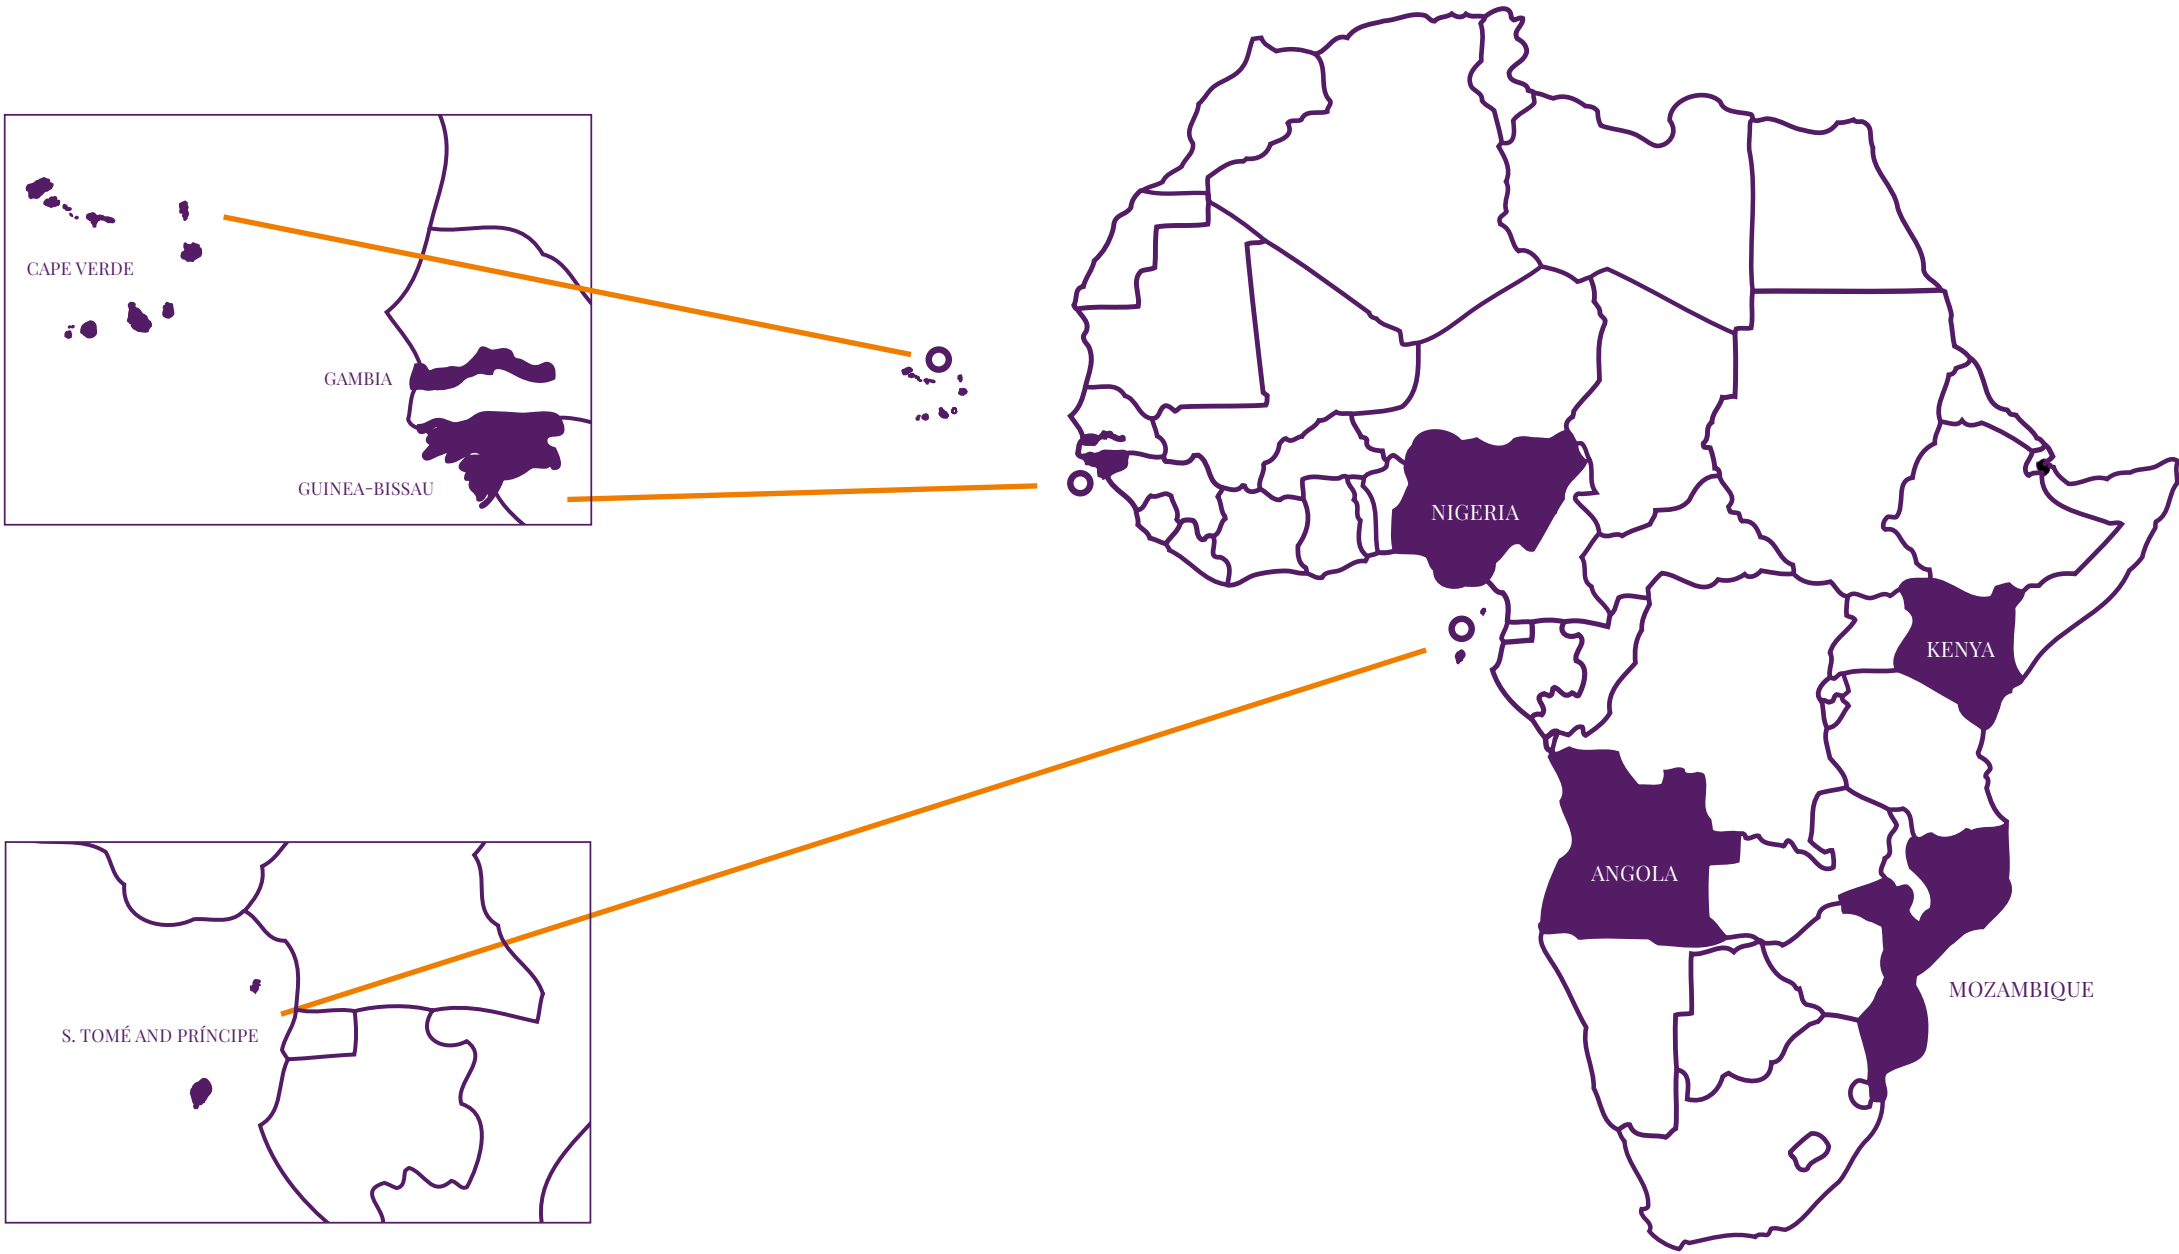 CAPE VERDE
GAMBIA
GUINEA-BISSAU
NIGERIA
KENYA
ANGOLA
MOZAMBIQUE
S. TOMÉ AND PRÍNCIPE